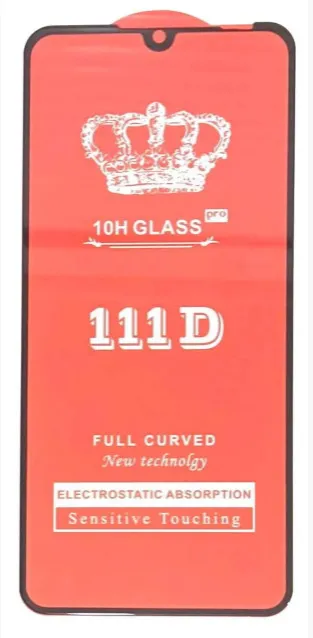 10H GLASS pro
111D
FULL CURVED
New technolgy
ELECTROSTATIC ABSORPTION
Sensitive Touching